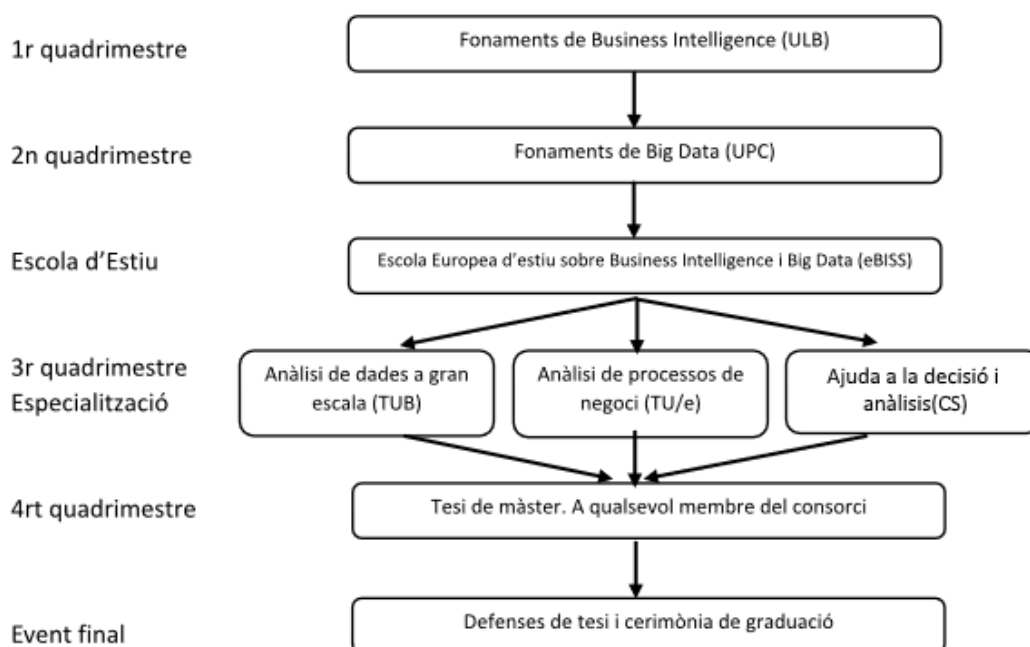 1r quadrimestre
Fonaments de Business Intelligence (ULB)
2n quadrimestre
Fonaments de Big Data (UPC)
Escola d'Estiu
Escola Europea d'estiu sobre Business Intelligence i Big Data (eBISS)
3r quadrimestre
Especialització
Anàlisi de dades a gran
escala (TUB)
Anàlisi de processos de
negoci (TU/e)
Ajuda a la decisió i
anàlisis(CS)
4rt quadrimestre
Tesi de màster. A qualsevol membre del consorci
Event final
Defenses de tesi i cerimònia de graduació